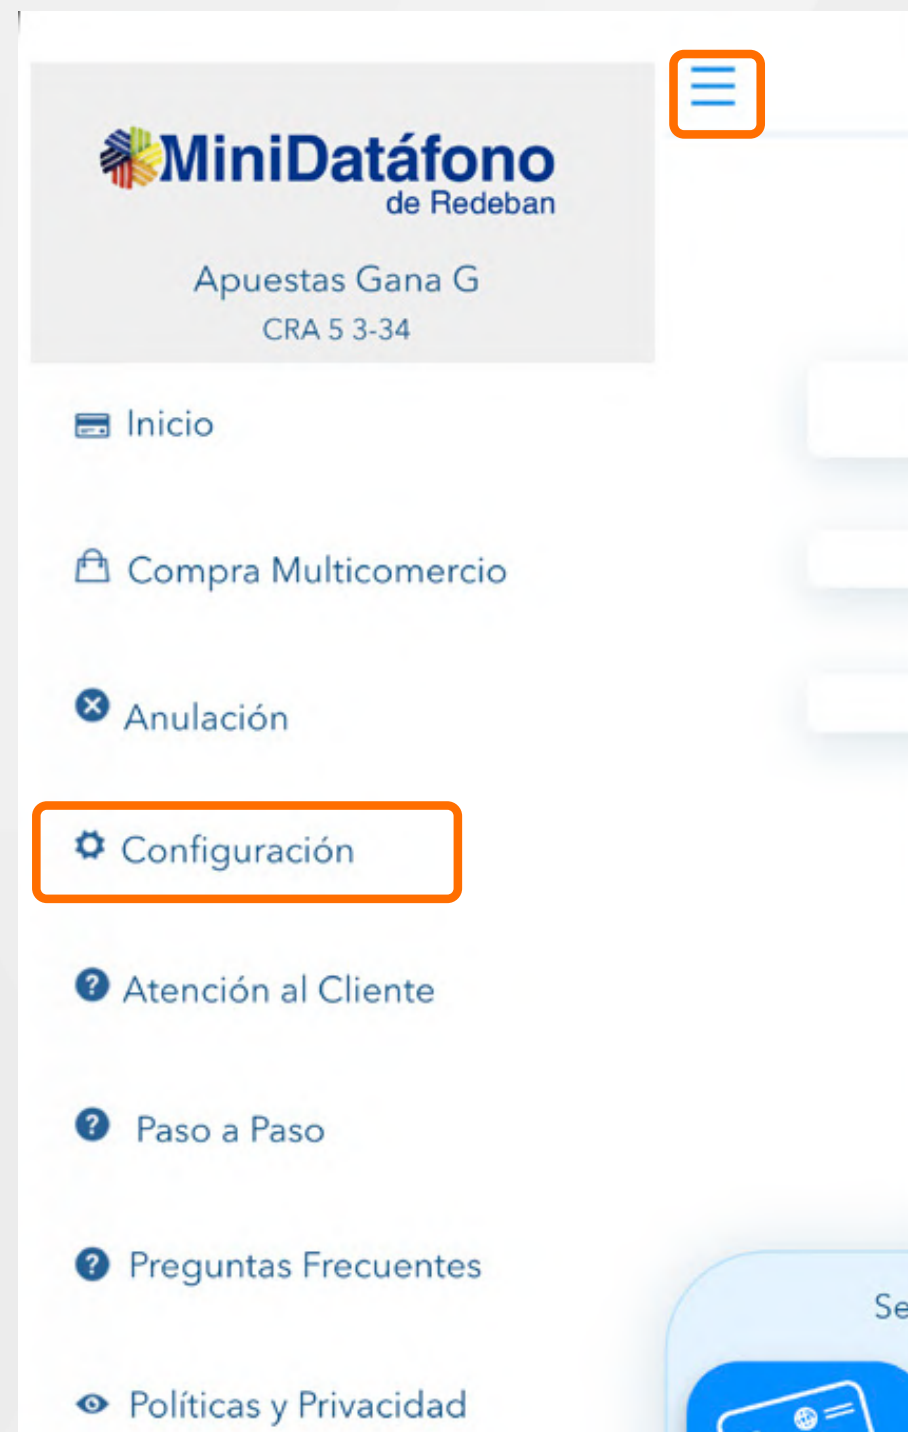 MiniDatáfono
de Redeban
Apuestas Gana G
CRA 5 3-34
Inicio
Compra Multicomercio
Anulación
Configuración
Atención al Cliente
Paso a Paso
Preguntas Frecuentes
Se
Políticas y Privacidad